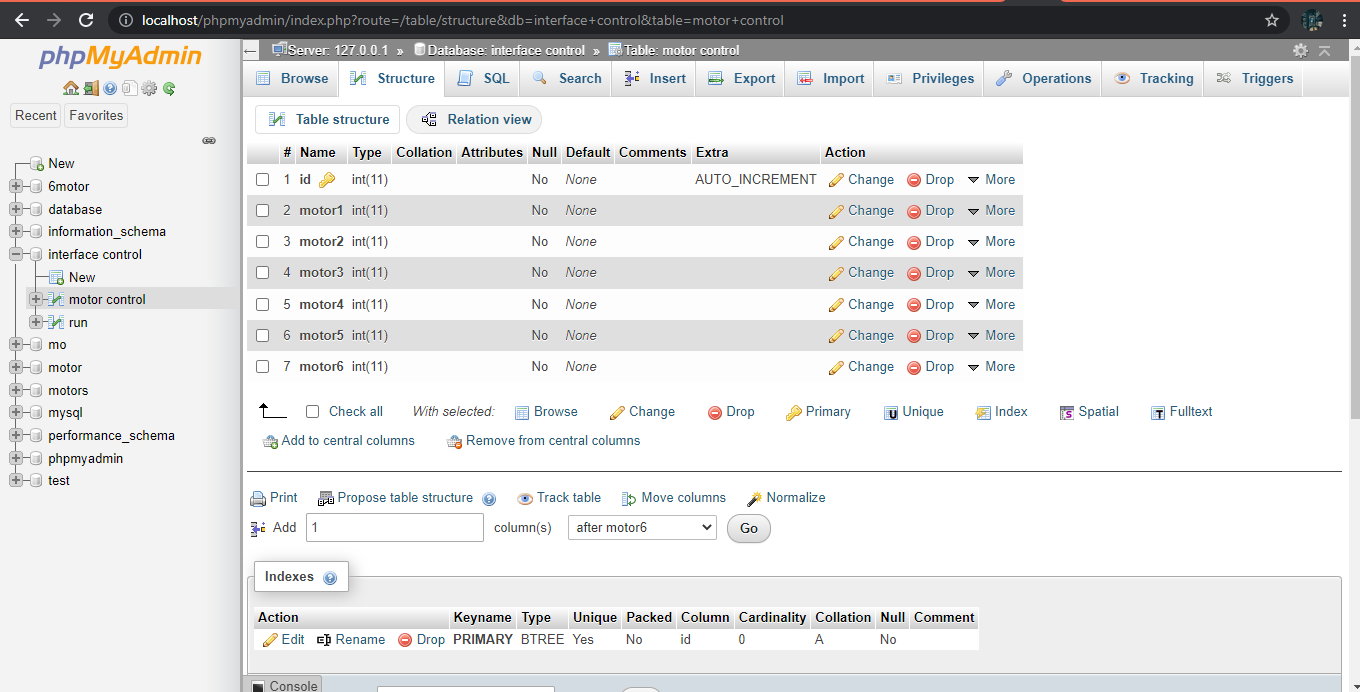 localhost/phpmyadmin/index.php?route=/table/structure&db=interface+control&table=motor+control
phpMyAdmin
Recent Favorites
New
6motor
database
information_schema
interface control
New
motor control
run
mo
motor
motors
mysql
performance_schema
phpmyadmin
test
Server: 127.0.0.1 » Database: interface control » Table: motor control
Browse Structure SQL Search Insert Export Import Privileges Operations Tracking Triggers
Table structure Relation view
# Name Type Collation Attributes Null Default Comments Extra Action
1 id int(11) No None AUTO_INCREMENT Change Drop More
2 motor1 int(11) No None Change Drop More
3 motor2 int(11) No None Change Drop More
4 motor3 int(11) No None Change Drop More
5 motor4 int(11) No None Change Drop More
6 motor5 int(11) No None Change Drop More
7 motor6 int(11) No None Change Drop More
Check all With selected: Browse Change Drop Primary Unique Index Spatial Fulltext
Add to central columns Remove from central columns
Print Propose table structure Track table Move columns Normalize
Add 1 column(s) after motor6 Go
Indexes
Action Keyname Type Unique Packed Column Cardinality Collation Null Comment
Edit Rename Drop PRIMARY BTREE Yes No id 0 A No
Console